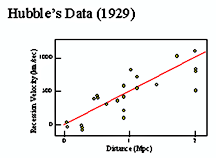 Hubble's Data (1929)
Recession Velocity (km/sec)
1000
500
0
0
1
2
Distance (Mpc)